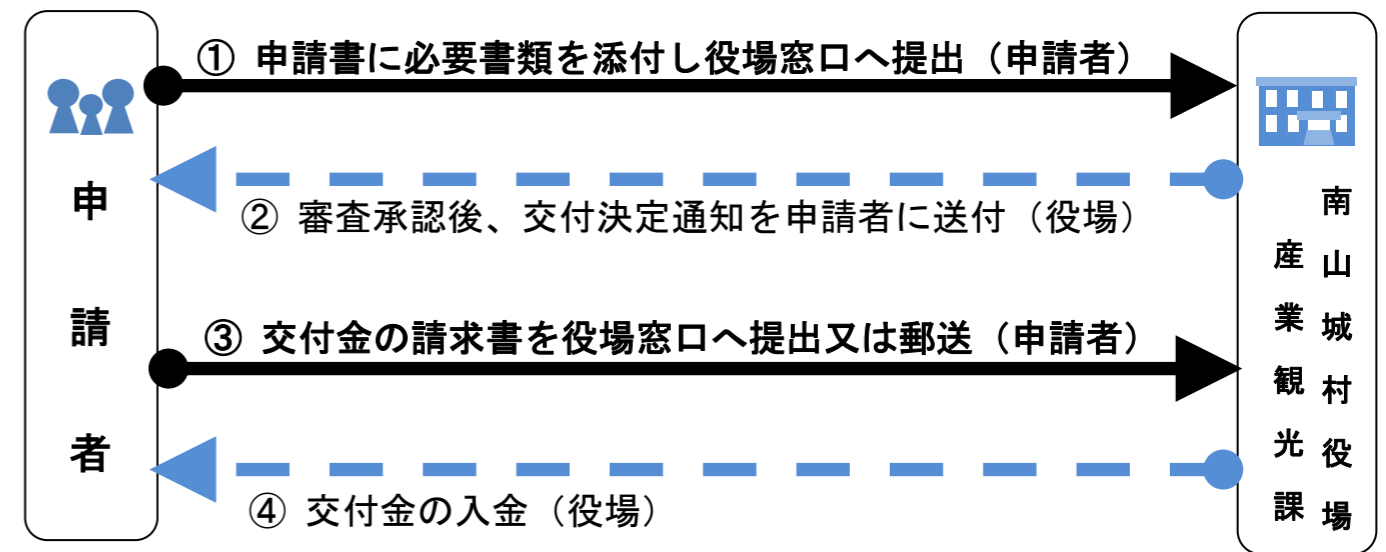 申請者
① 申請書に必要書類を添付し役場窓口へ提出（申請者）
② 審査承認後、交付決定通知を申請者に送付（役場）
③ 交付金の請求書を役場窓口へ提出又は郵送（申請者）
④ 交付金の入金（役場）
南山城村役場
産業観光課